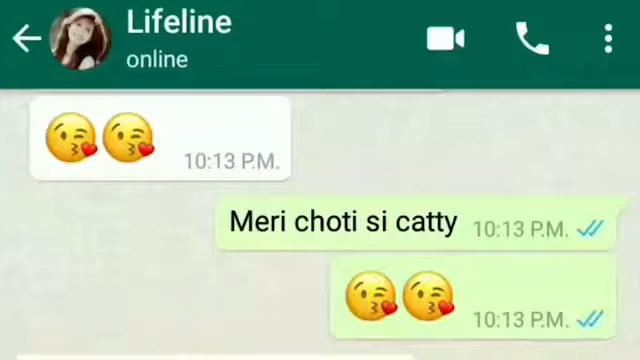 Lifeline
online
😘😘 10:13 P.M.
Meri choti si catty 10:13 P.M.
😘😘 10:13 P.M.